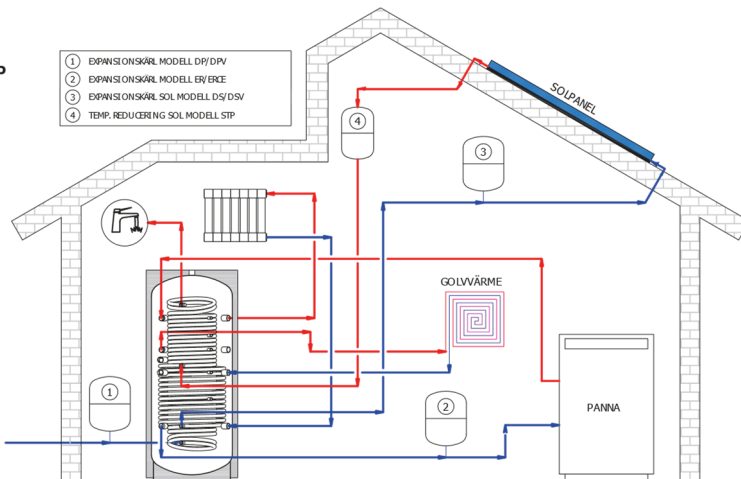 1 EXPANSIONSKÄRL MODELL DP/DPV
2 EXPANSIONSKÄRL MODELL ER/ERCE
3 EXPANSIONSKÄRL SOL MODELL DS/DSV
4 TEMP. REDUCERING SOL MODELL STP
SOLPANEL
4
3
GOLVVÄRME
1
2
PANNA